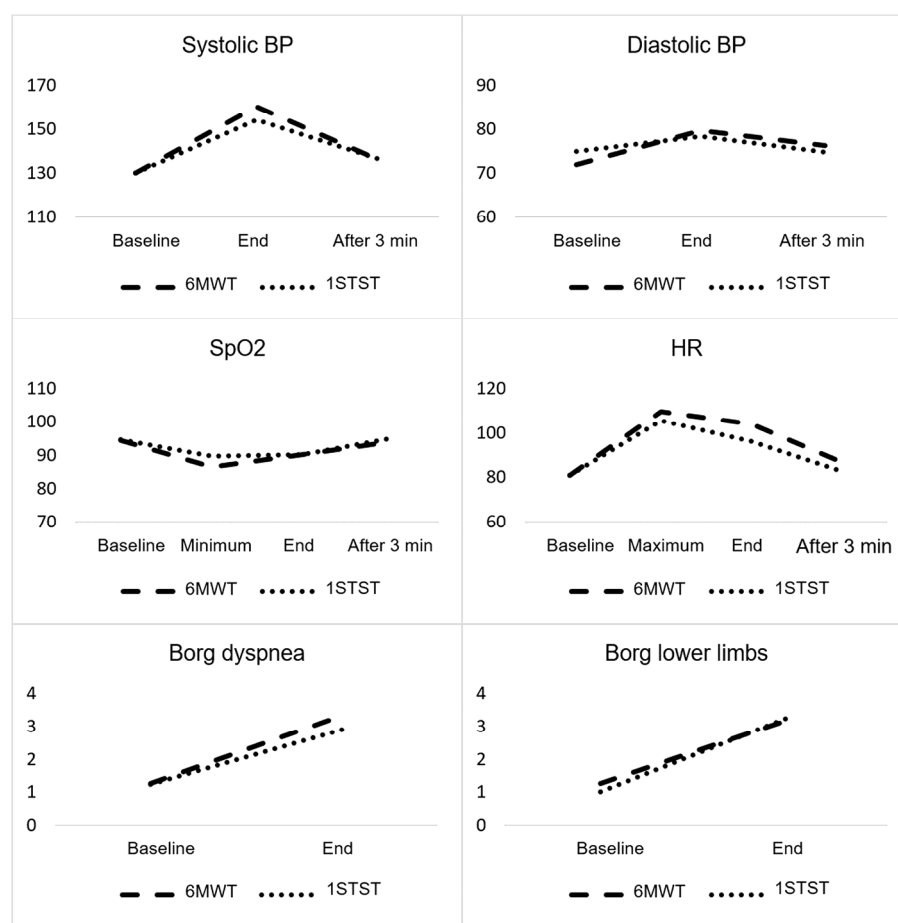 Systolic BP
170
150
130
110
Baseline End After 3 min
6MWT 1STST
Diastolic BP
90
80
70
60
Baseline End After 3 min
6MWT 1STST
SpO2
110
100
90
80
70
Baseline Minimum End After 3 min
6MWT 1STST
HR
120
100
80
60
Baseline Maximum End After 3 min
6MWT 1STST
Borg dyspnea
4
3
2
1
0
Baseline End
6MWT 1STST
Borg lower limbs
4
3
2
1
0
Baseline End
6MWT 1STST